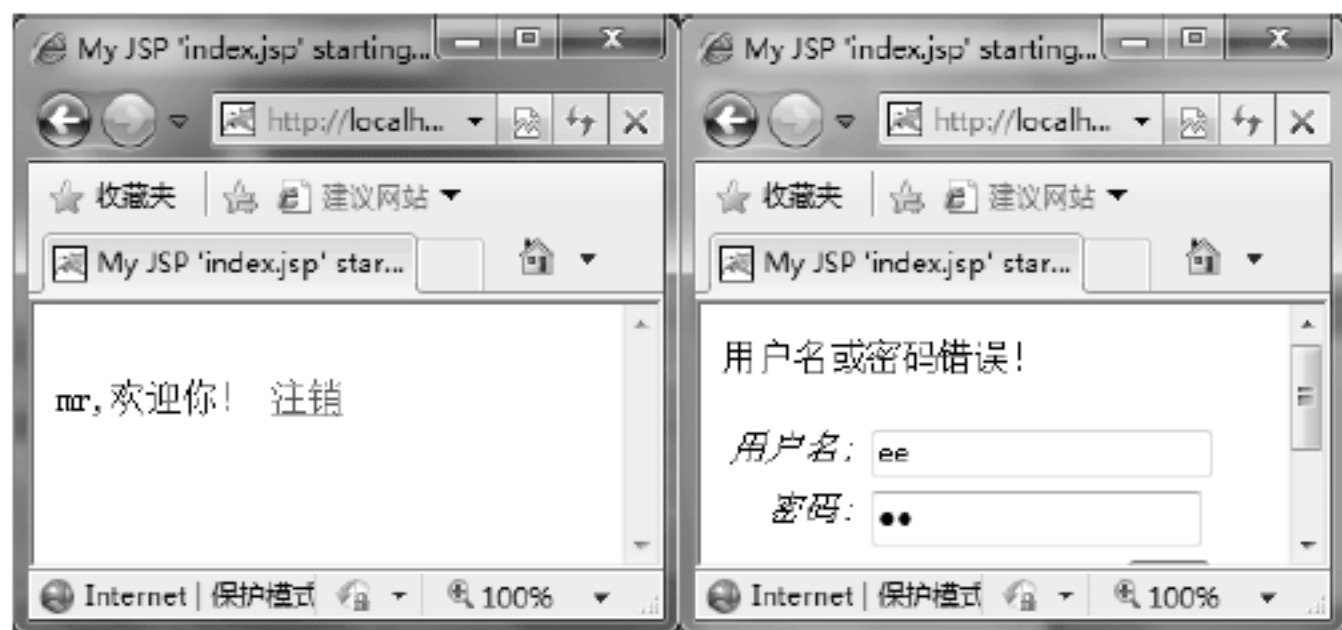 My JSP 'index.jsp' starting...
http://localh...
收藏夹 建议网站
My JSP 'index.jsp' star...
mr,欢迎你! 注销
Internet | 保护模式 100%
My JSP 'index.jsp' starting...
http://localh...
收藏夹 建议网站
My JSP 'index.jsp' star...
用户名或密码错误!
用户名: ee
密码: ●●
Internet | 保护模式 100%